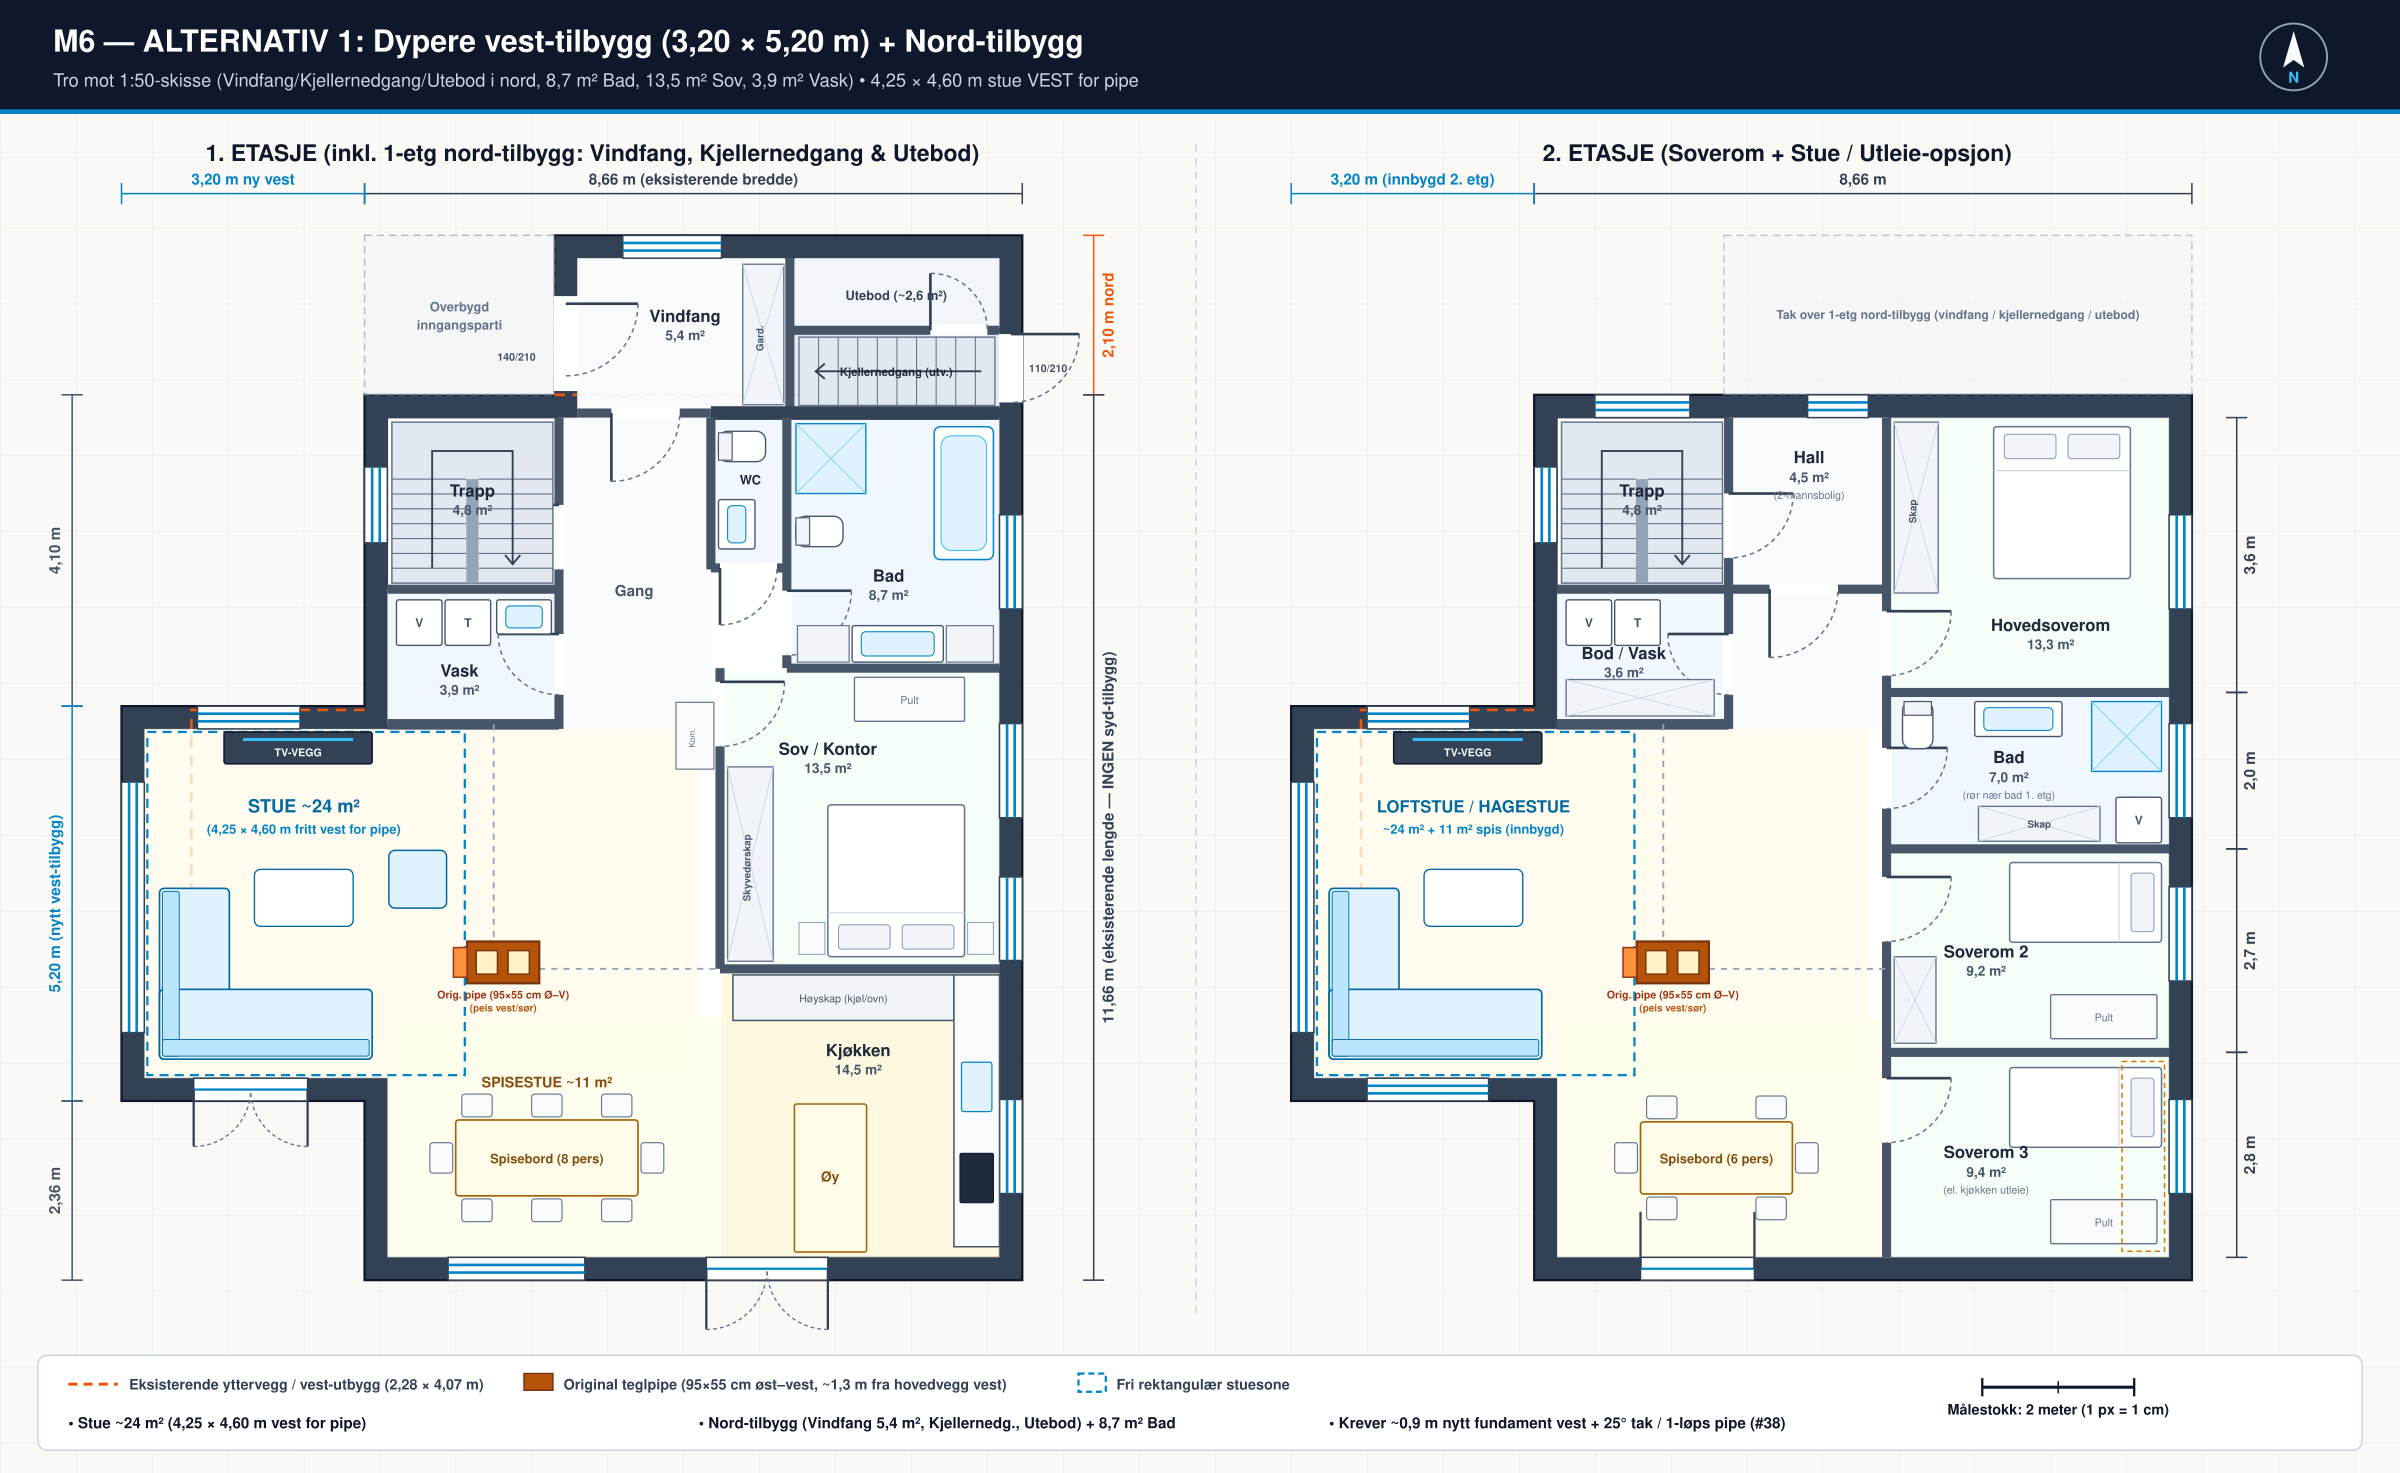 M6 — ALTERNATIV 1: Dypere vest-tilbygg (3,20 × 5,20 m) + Nord-tilbygg
Tro mot 1:50-skisse (Vindfang/Kjellernedgang/Utebod i nord, 8,7 m² Bad, 13,5 m² Sov, 3,9 m² Vask) • 4,25 × 4,60 m stue VEST for pipe
N
1. ETASJE (inkl. 1-etg nord-tilbygg: Vindfang, Kjellernedgang & Utebod)
3,20 m ny vest
8,66 m (eksisterende bredde)
Overbygd
inngangsparti
140/210
Vindfang
5,4 m²
Gard.
Utebod (~2,6 m²)
Kjellernedgang (utv.)
110/210
2,10 m nord
4,10 m
Trapp
4,8 m²
WC
Gang
Bad
8,7 m²
V
T
Vask
3,9 m²
Kom.
Pult
Sov / Kontor
13,5 m²
Skyvedørskap
11,66 m (eksisterende lengde — INGEN syd-tilbygg)
TV-VEGG
STUE ~24 m²
(4,25 × 4,60 m fritt vest for pipe)
5,20 m (nytt vest-tilbygg)
Orig. pipe (95×55 cm Ø–V)
(peis vest/sør)
Høyskap (kjøl/ovn)
Kjøkken
14,5 m²
SPISESTUE ~11 m²
Spisebord (8 pers)
Øy
2,36 m
2. ETASJE (Soverom + Stue / Utleie-opsjon)
3,20 m (innbygd 2. etg)
8,66 m
Tak over 1-etg nord-tilbygg (vindfang / kjellernedgang / utebod)
Trapp
4,8 m²
Hall
4,5 m²
(2-mannsbolig)
Skap
Hovedsoverom
13,3 m²
3,6 m
V
T
Bod / Vask
3,6 m²
Bad
7,0 m²
(rør nær bad 1. etg)
Skap
V
2,0 m
TV-VEGG
LOFTSTUE / HAGESTUE
~24 m² + 11 m² spis (innbygd)
Orig. pipe (95×55 cm Ø–V)
(peis vest/sør)
Soverom 2
9,2 m²
Pult
2,7 m
Spisebord (6 pers)
Soverom 3
9,4 m²
(el. kjøkken utleie)
Pult
2,8 m
Eksisterende yttervegg / vest-utbygg (2,28 × 4,07 m)
Original teglpipe (95×55 cm øst–vest, ~1,3 m fra hovedvegg vest)
Fri rektangulær stuesone
• Stue ~24 m² (4,25 × 4,60 m vest for pipe)
• Nord-tilbygg (Vindfang 5,4 m², Kjellernedg., Utebod) + 8,7 m² Bad
• Krever ~0,9 m nytt fundament vest + 25° tak / 1-løps pipe (#38)
Målestokk: 2 meter (1 px = 1 cm)